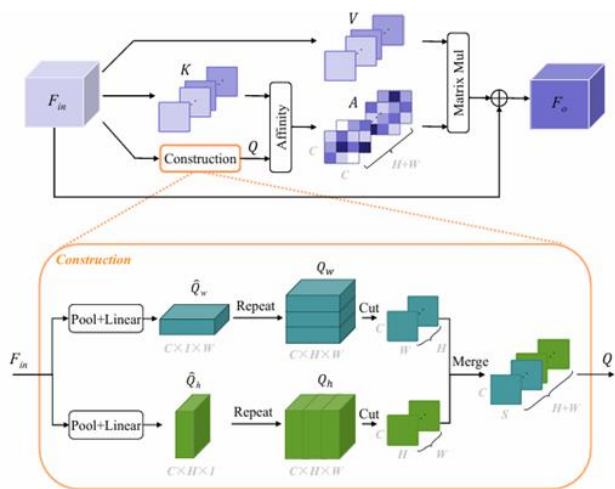 V
K
F_in
A
Affinity
Matrix Mul
F_o
Construction
Q
C
C
H+W
Construction
Q̂_w
Q_w
Pool+Linear
Repeat
Cut
C
W
H
C×1×W
C×H×W
F_in
Merge
C
S
H+W
Q
Q̂_h
Q_h
Pool+Linear
Repeat
Cut
C
H
W
C×H×1
C×H×W